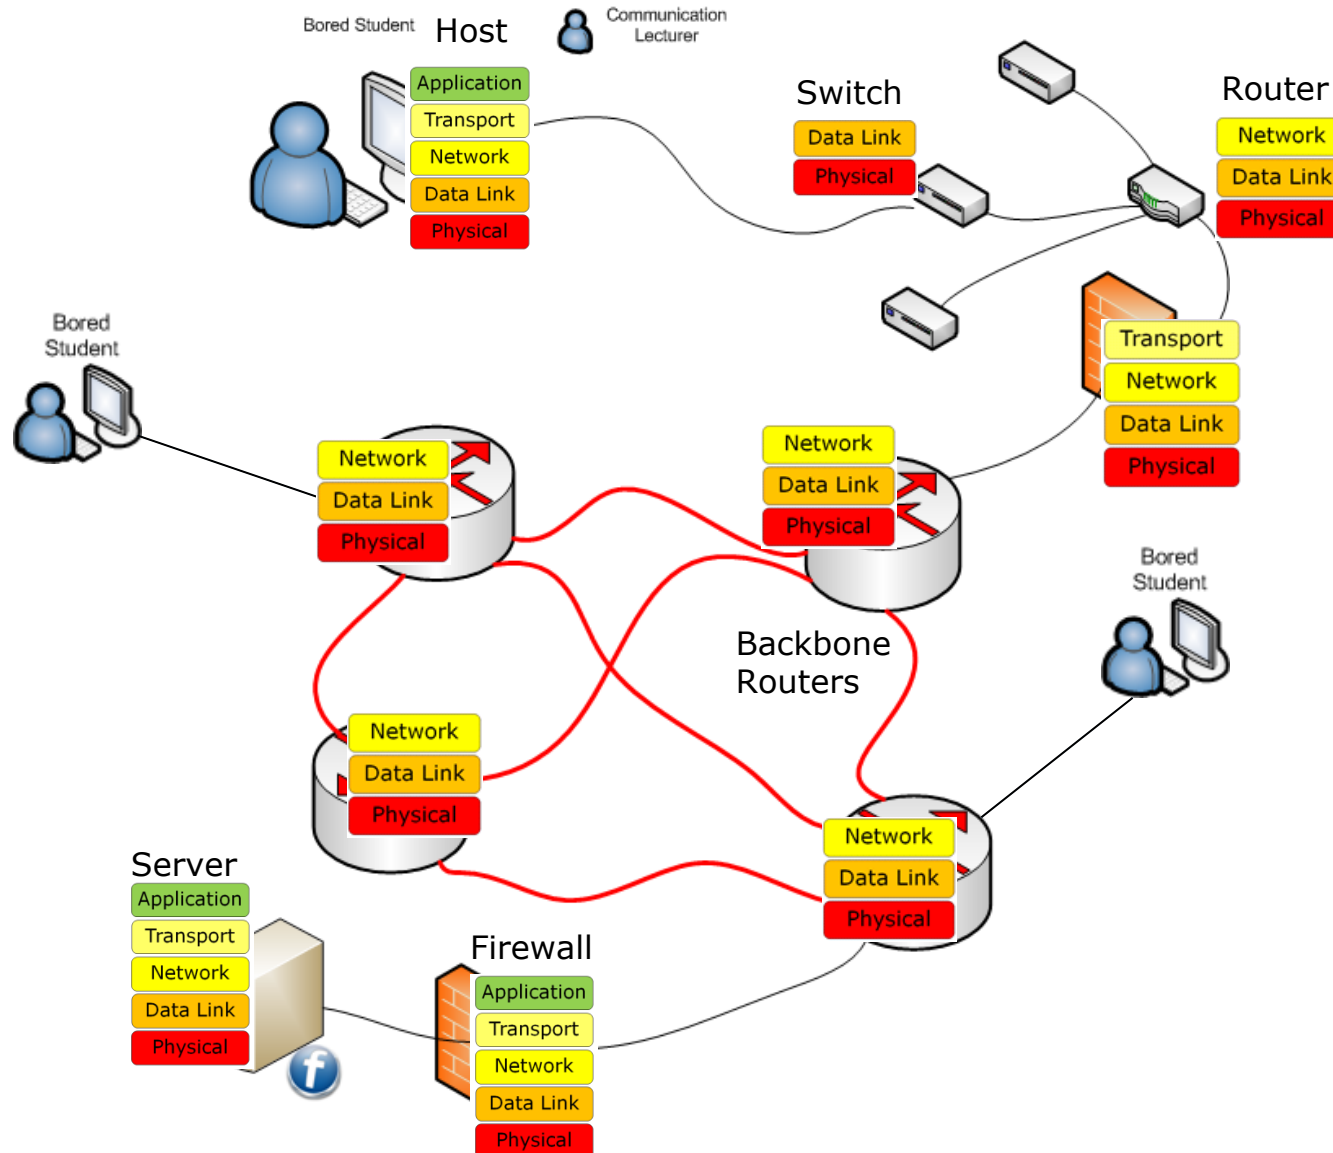 Bored Student
Host
Communication
Lecturer
Application
Transport
Network
Data Link
Physical
Switch
Data Link
Physical
Router
Network
Data Link
Physical
Transport
Network
Data Link
Physical
Bored
Student
Network
Data Link
Physical
Network
Data Link
Physical
Bored
Student
Backbone
Routers
Network
Data Link
Physical
Network
Data Link
Physical
Server
Application
Transport
Network
Data Link
Physical
f
Firewall
Application
Transport
Network
Data Link
Physical